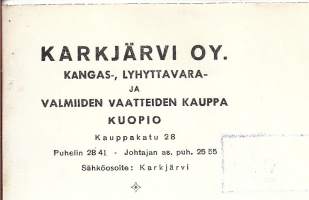 KARKJÄRVI OY.
KANGAS-, LYHYTTAVARA-
JA
VALMIIDEN VAATTEIDEN KAUPPA
KUOPIO
Kauppakatu 28
Puhelin 28 41 - Johtajan as. puh. 25 55
Sähköosoite: Karkjärvi